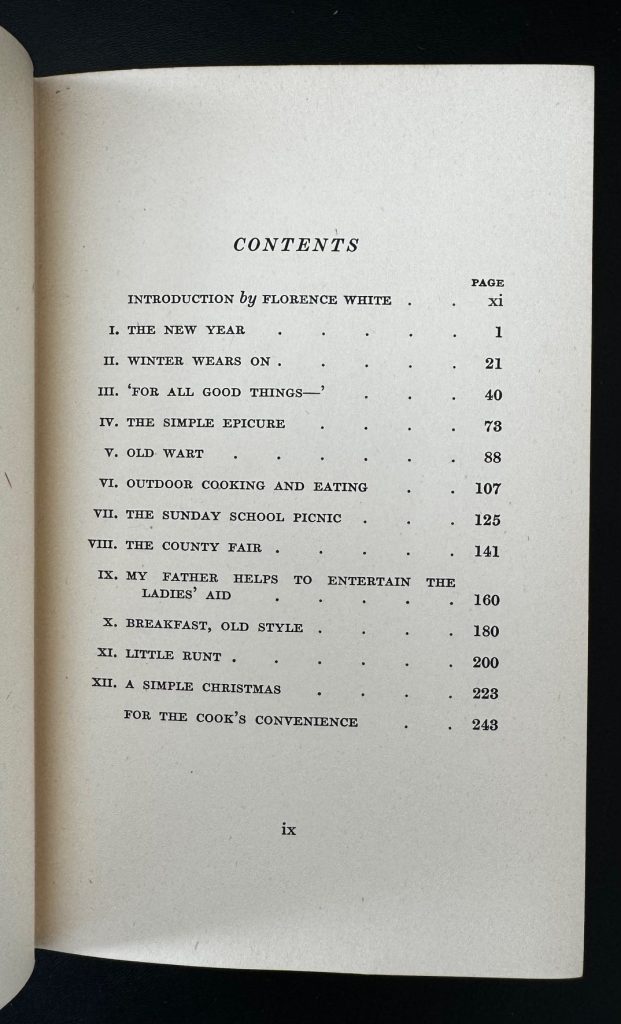 CONTENTS
PAGE
INTRODUCTION by FLORENCE WHITE . . xi
I. THE NEW YEAR . . . . . 1
II. WINTER WEARS ON . . . . . 21
III. ‘FOR ALL GOOD THINGS—’ . . . 40
IV. THE SIMPLE EPICURE . . . . 73
V. OLD WART . . . . . . 88
VI. OUTDOOR COOKING AND EATING . . 107
VII. THE SUNDAY SCHOOL PICNIC . . . 125
VIII. THE COUNTY FAIR . . . . . 141
IX. MY FATHER HELPS TO ENTERTAIN THE
LADIES’ AID . . . . . 160
X. BREAKFAST, OLD STYLE . . . . 180
XI. LITTLE RUNT . . . . . . 200
XII. A SIMPLE CHRISTMAS . . . . 223
FOR THE COOK’S CONVENIENCE . . 243
ix